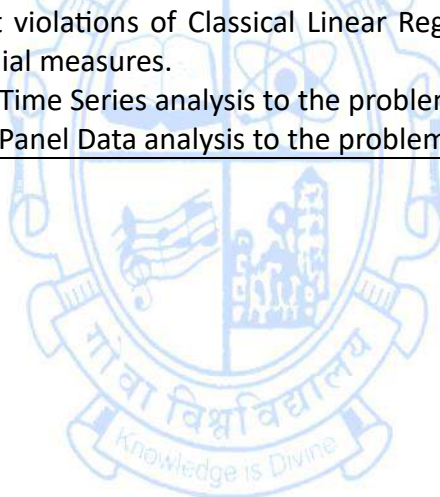 t violations of Classical Linear Reg
ial measures.
Time Series analysis to the problem
Panel Data analysis to the problem
गोंय विश्वविद्यालय
Knowledge is Divine